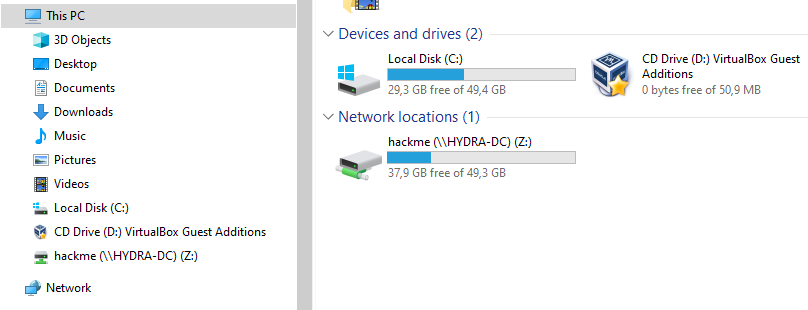 This PC
3D Objects
Desktop
Documents
Downloads
Music
Pictures
Videos
Local Disk (C:)
CD Drive (D:) VirtualBox Guest Additions
hackme (\\HYDRA-DC) (Z:)
Network
Devices and drives (2)
Local Disk (C:)
29,3 GB free of 49,4 GB
CD Drive (D:) VirtualBox Guest
Additions
0 bytes free of 50,9 MB
Network locations (1)
hackme (\\HYDRA-DC) (Z:)
37,9 GB free of 49,3 GB